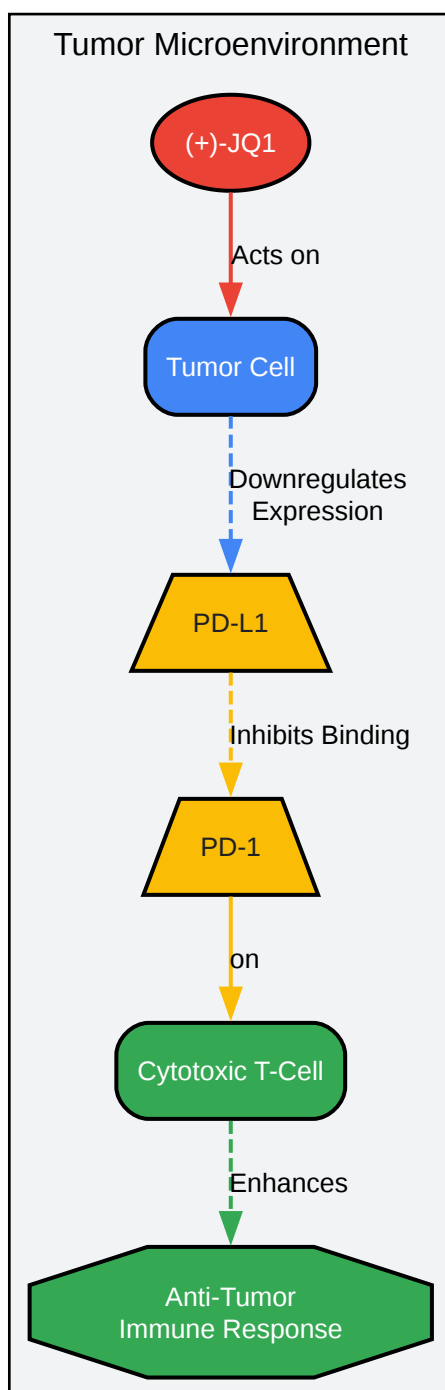 Tumor Microenvironment
(+)-JQ1
Acts on
Tumor Cell
Downregulates
Expression
PD-L1
Inhibits Binding
PD-1
on
Cytotoxic T-Cell
Enhances
Anti-Tumor
Immune Response